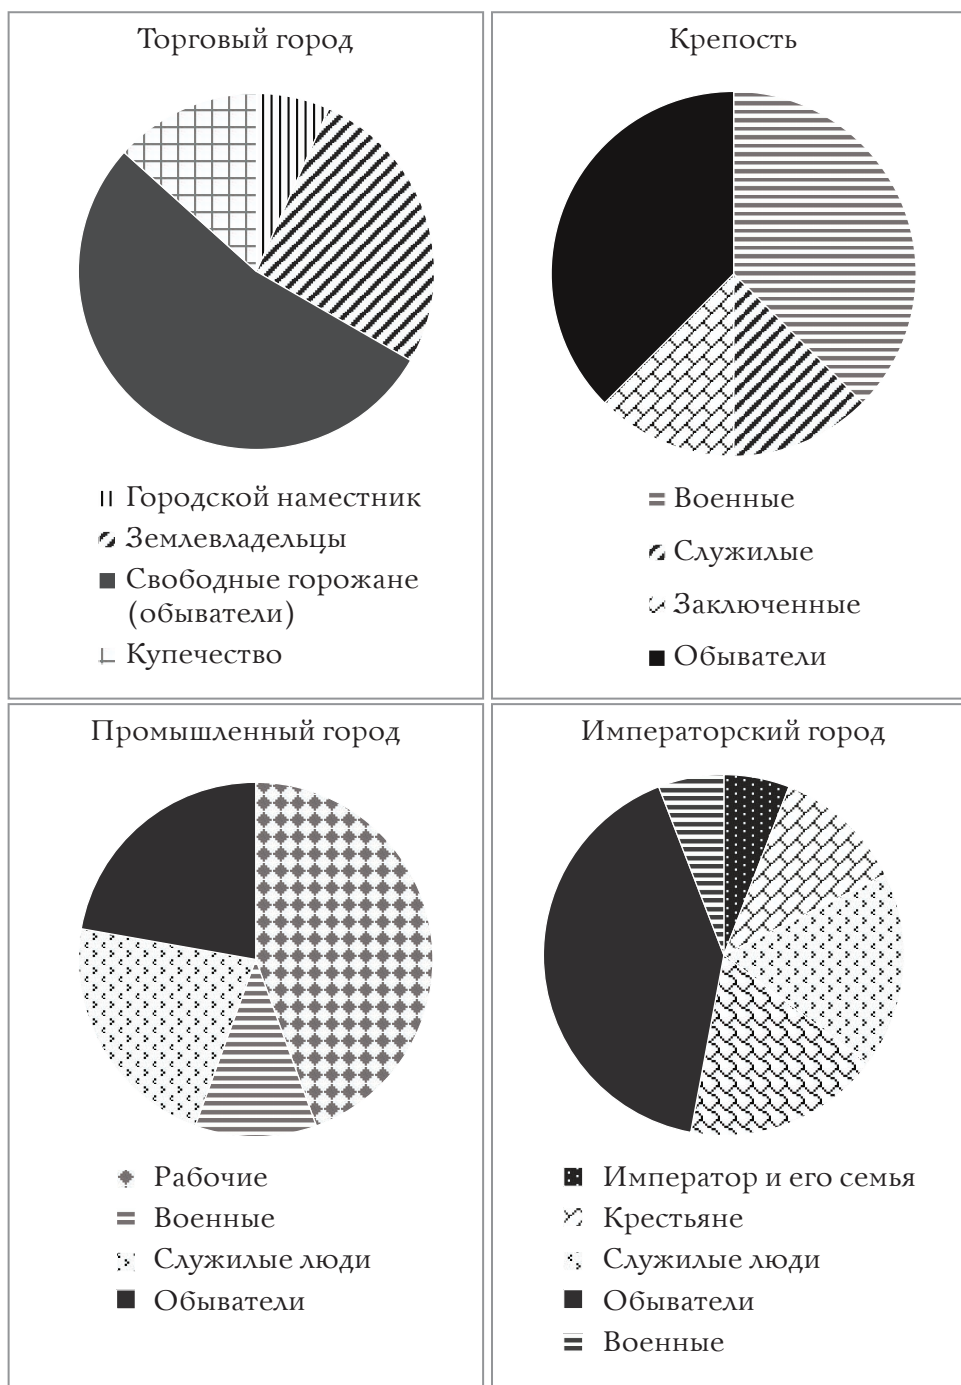 Торговый город
Городской наместник
Землевладельцы
Свободные горожане
(обыватели)
Купечество
Крепость
Военные
Служилые
Заключенные
Обыватели
Промышленный город
Рабочие
Военные
Служилые люди
Обыватели
Императорский город
Император и его семья
Крестьяне
Служилые люди
Обыватели
Военные